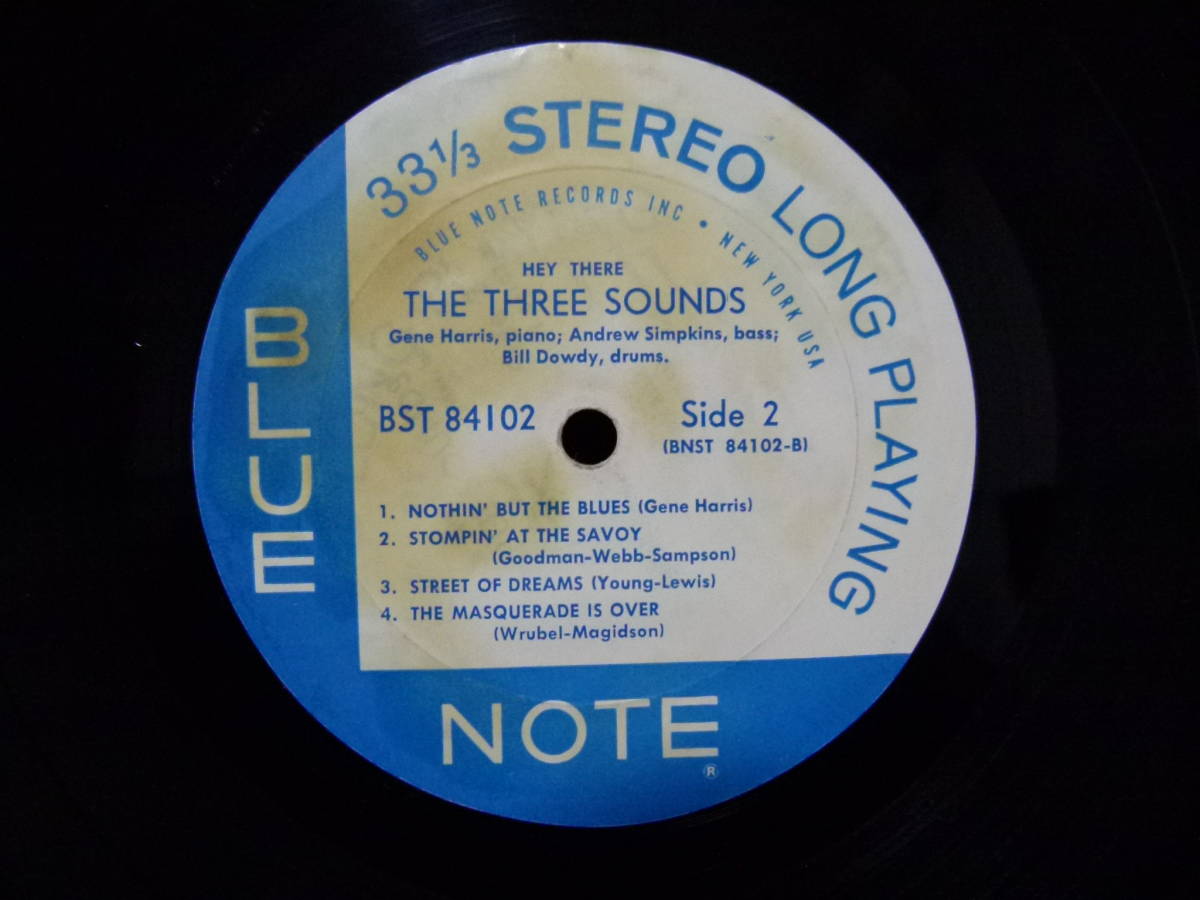 33⅓ STEREO LONG PLAYING
BLUE NOTE RECORDS INC • NEW YORK USA
HEY THERE
THE THREE SOUNDS
Gene Harris, piano; Andrew Simpkins, bass;
Bill Dowdy, drums.
BST 84102
Side 2
(BNST 84102-B)
1. NOTHIN' BUT THE BLUES (Gene Harris)
2. STOMPIN' AT THE SAVOY
(Goodman-Webb-Sampson)
3. STREET OF DREAMS (Young-Lewis)
4. THE MASQUERADE IS OVER
(Wrubel-Magidson)
BLUE
NOTE
®